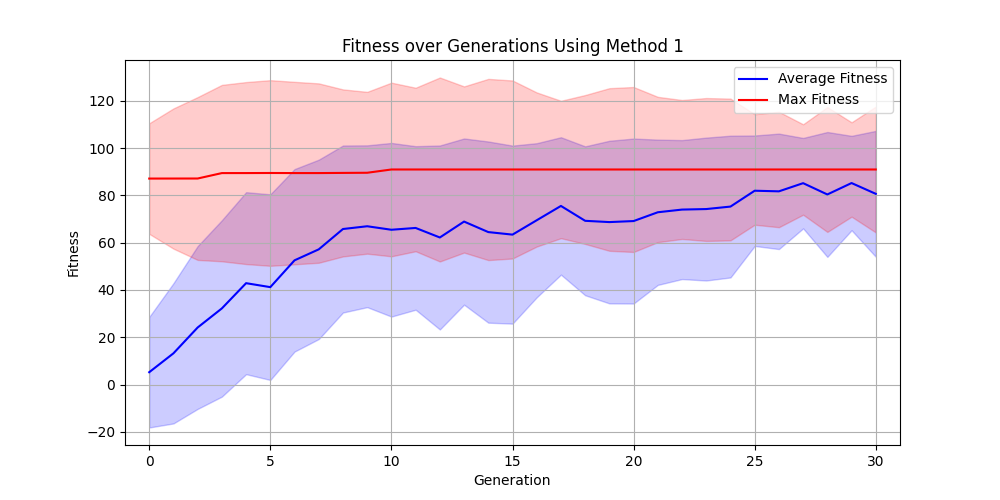 Fitness over Generations Using Method 1
Average Fitness
Max Fitness
120
100
80
60
40
20
0
−20
Fitness
0 5 10 15 20 25 30
Generation